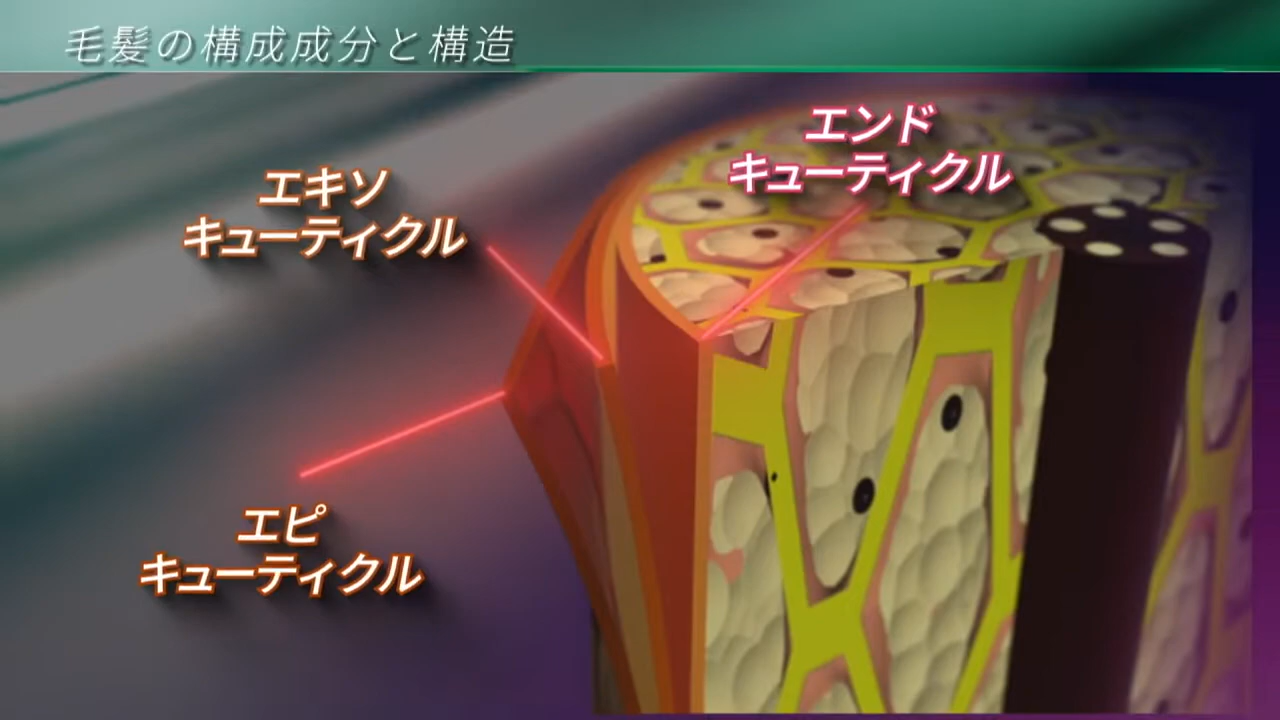 毛髪の構成成分と構造
エンド
キューティクル
エキソ
キューティクル
エピ
キューティクル